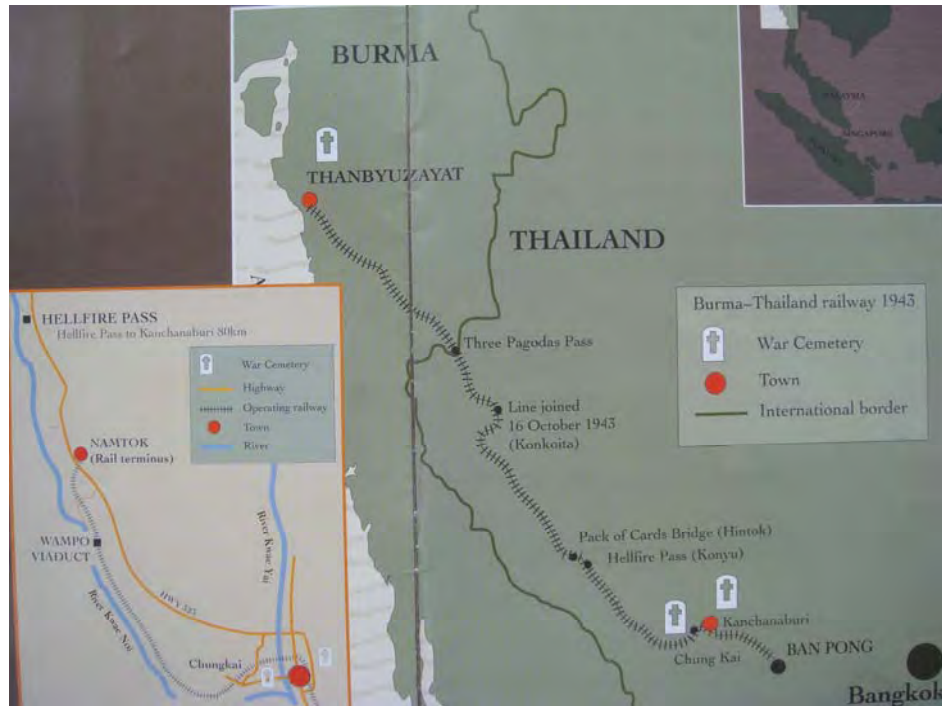 BURMA
THANBYUZAYAT
THAILAND
Three Pagodas Pass
Line joined
16 October 1943
(Konkoita)
Pack of Cards Bridge (Hintok)
Hellfire Pass (Konyu)
Kanchanaburi
Chung Kai
BAN PONG
Bangkok
SINGAPORE
Burma–Thailand railway 1943
War Cemetery
Town
International border
HELLFIRE PASS
Hellfire Pass to Kanchanaburi 80km
War Cemetery
Highway
Operating railway
Town
River
NAMTOK
(Rail terminus)
WAMPO
VIADUCT
River Kwae Noi
River Kwae Yai
HWY 323
Chungkai